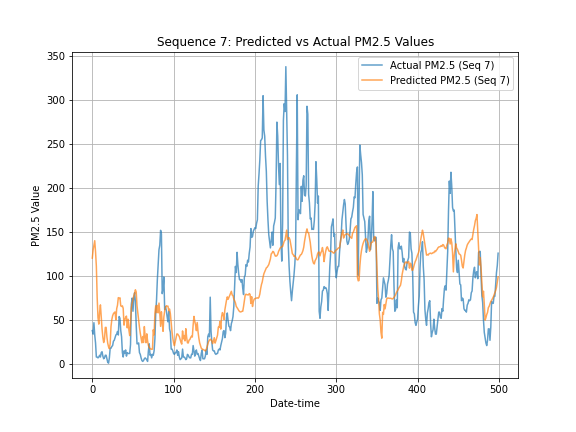 Sequence 7: Predicted vs Actual PM2.5 Values
Actual PM2.5 (Seq 7)
Predicted PM2.5 (Seq 7)
PM2.5 Value
350
300
250
200
150
100
50
0
0 100 200 300 400 500
Date-time